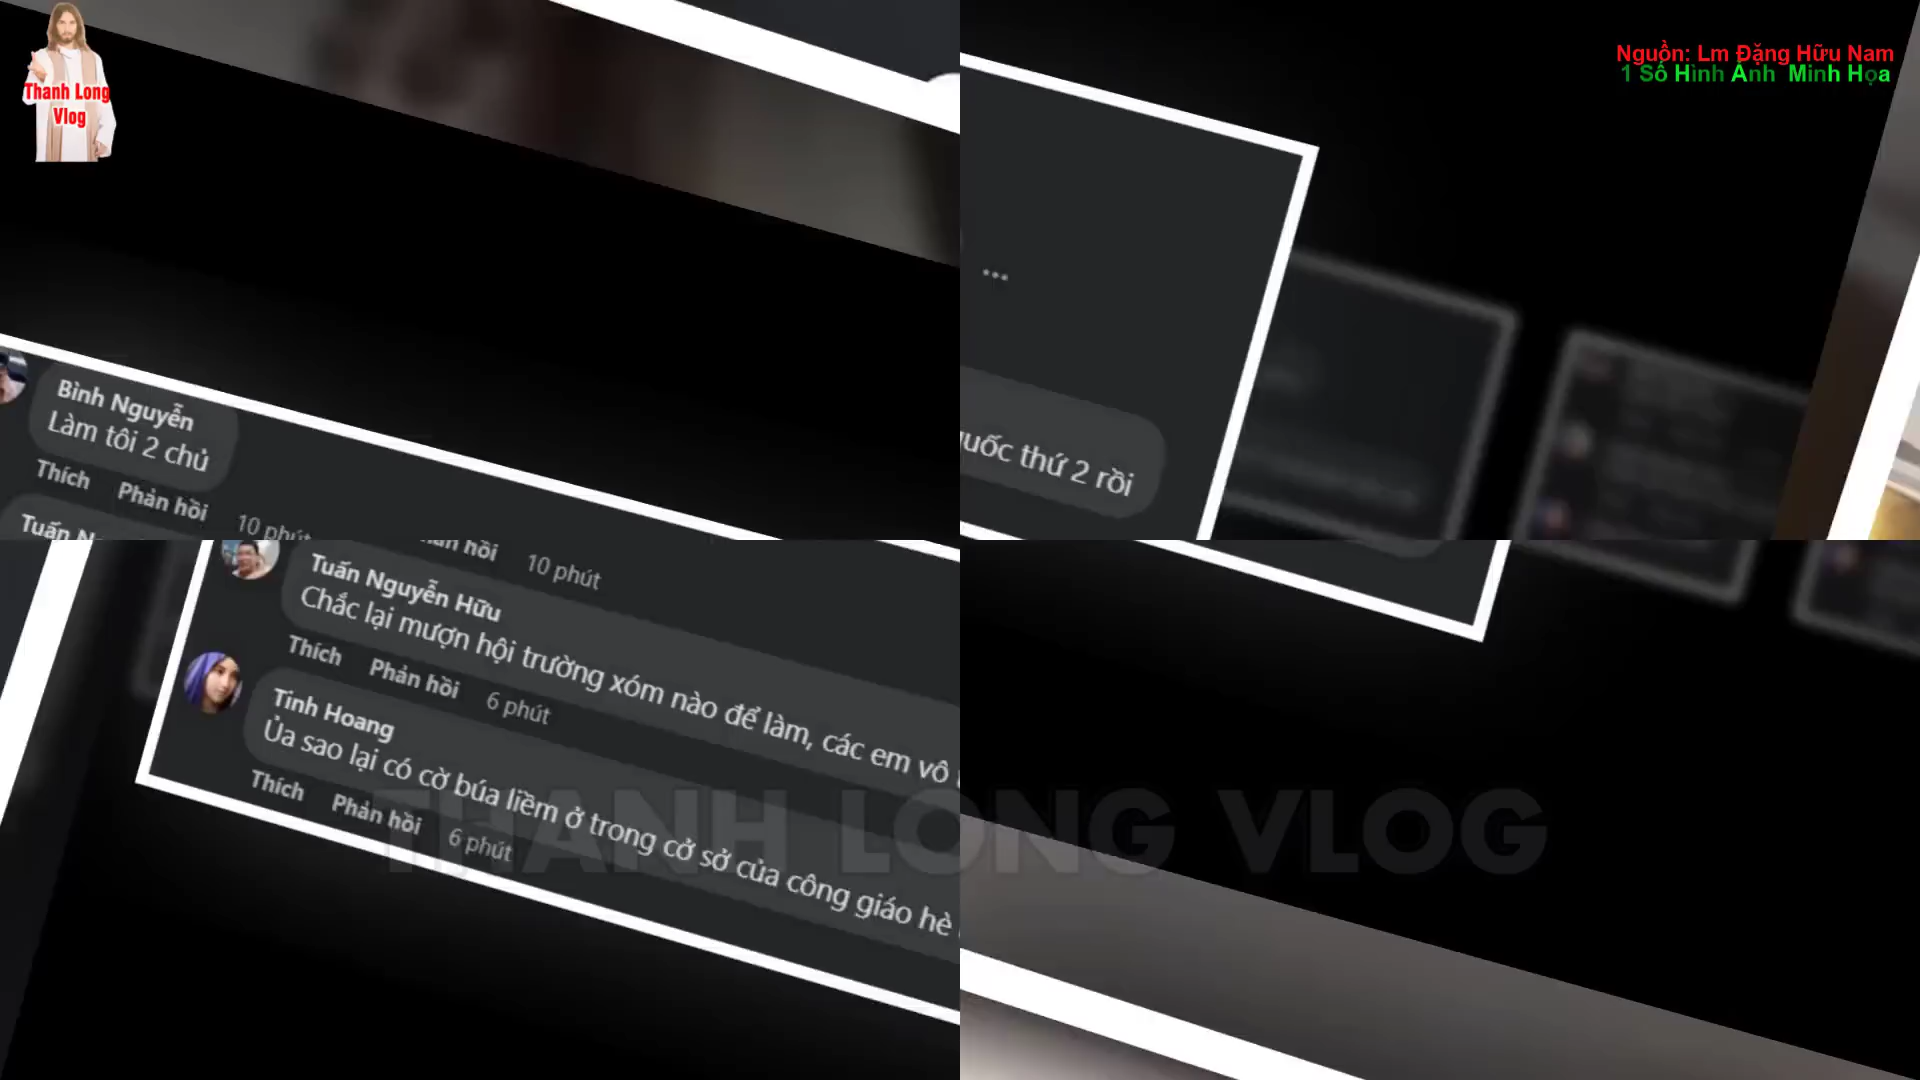 Thanh Long
Vlog
Nguồn: Lm Đặng Hữu Nam
1 Số Hình Ảnh Minh Họa
Bình Nguyễn
Làm tôi 2 chủ
Thích Phản hồi 10 phút
Tuấn
...
thứ 2 rồi
hồi 10 phút
Tuấn Nguyễn Hữu
Chắc lại mượn hội trường xóm nào để làm, các em vô
Thích Phản hồi 6 phút
Tình Hoang
Ủa sao lại có cờ búa liềm ở trong cở sở của công giáo hè
Thích Phản hồi 6 phút
THANH LONG VLOG